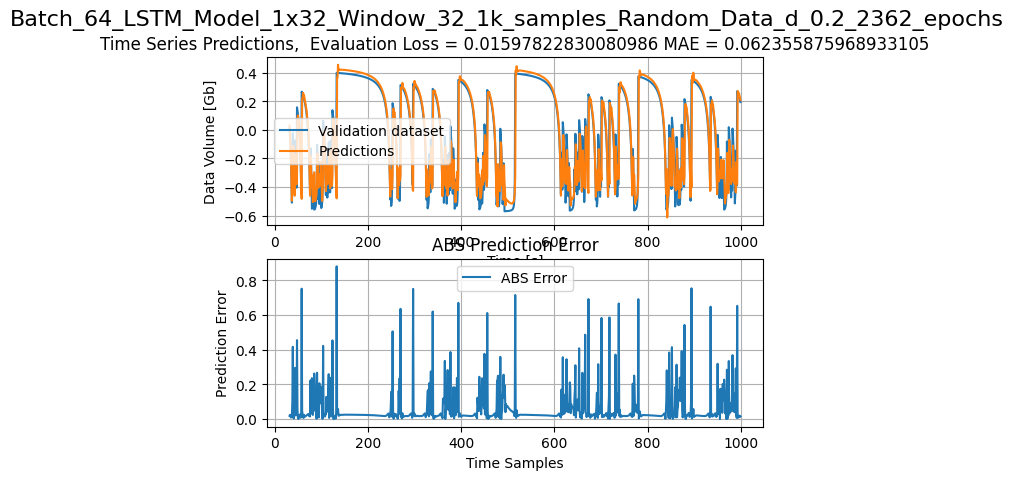 Batch_64_LSTM_Model_1x32_Window_32_1k_samples_Random_Data_d_0.2_2362_epochs
Time Series Predictions,  Evaluation Loss = 0.01597822830080986 MAE = 0.062355875968933105
Data Volume [Gb]
0.4
0.2
0.0
−0.2
−0.4
−0.6
Validation dataset
Predictions
0 200 400 600 800 1000
Time [s]
ABS Prediction Error
Prediction Error
0.8
0.6
0.4
0.2
0.0
ABS Error
0 200 400 600 800 1000
Time Samples